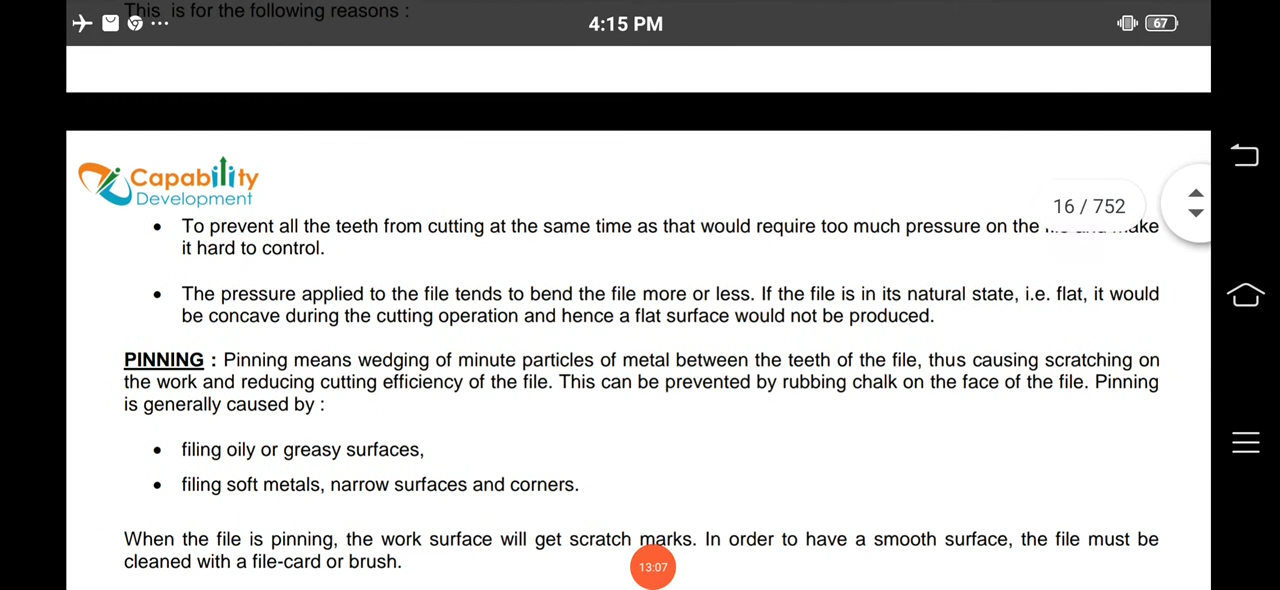 This is for the following reasons :
4:15 PM
67
Capability
Development
16 / 752
• To prevent all the teeth from cutting at the same time as that would require too much pressure on the
it hard to control.
• The pressure applied to the file tends to bend the file more or less. If the file is in its natural state, i.e. flat, it would
be concave during the cutting operation and hence a flat surface would not be produced.
PINNING : Pinning means wedging of minute particles of metal between the teeth of the file, thus causing scratching on
the work and reducing cutting efficiency of the file. This can be prevented by rubbing chalk on the face of the file. Pinning
is generally caused by :
• filing oily or greasy surfaces,
• filing soft metals, narrow surfaces and corners.
When the file is pinning, the work surface will get scratch marks. In order to have a smooth surface, the file must be
cleaned with a file-card or brush.
13:07